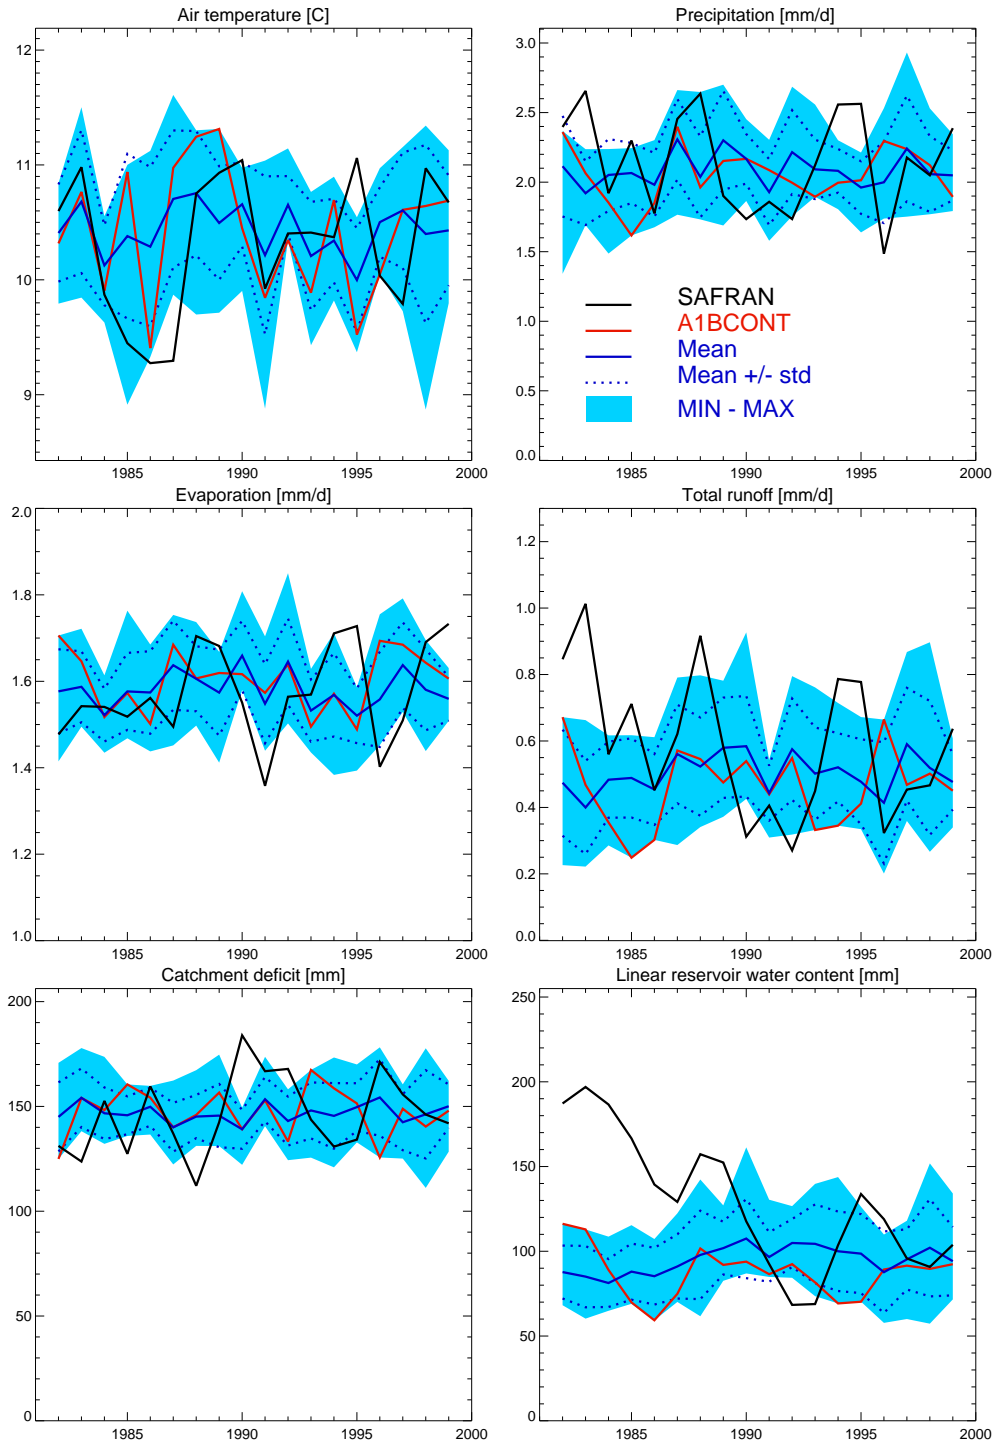 Air temperature [C]
12
11
10
9
1985 1990 1995 2000
Precipitation [mm/d]
3.0
2.5
2.0
1.5
1.0
0.5
0.0
SAFRAN
A1BCONT
Mean
Mean +/- std
MIN - MAX
1985 1990 1995 2000
Evaporation [mm/d]
2.0
1.8
1.6
1.4
1.2
1.0
1985 1990 1995 2000
Total runoff [mm/d]
1.2
1.0
0.8
0.6
0.4
0.2
0.0
1985 1990 1995 2000
Catchment deficit [mm]
200
150
100
50
0
1985 1990 1995 2000
Linear reservoir water content [mm]
250
200
150
100
50
0
1985 1990 1995 2000